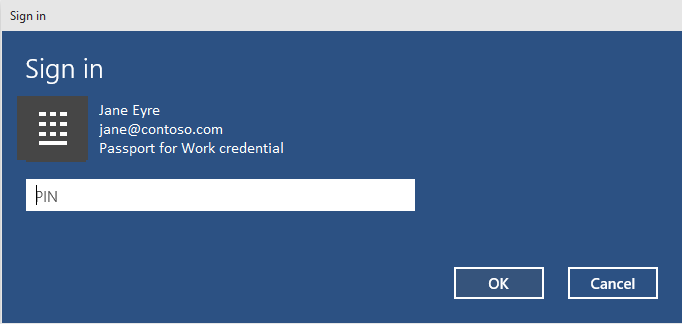 Sign in
Sign in
Jane Eyre
jane@contoso.com
Passport for Work credential
PIN
OK
Cancel